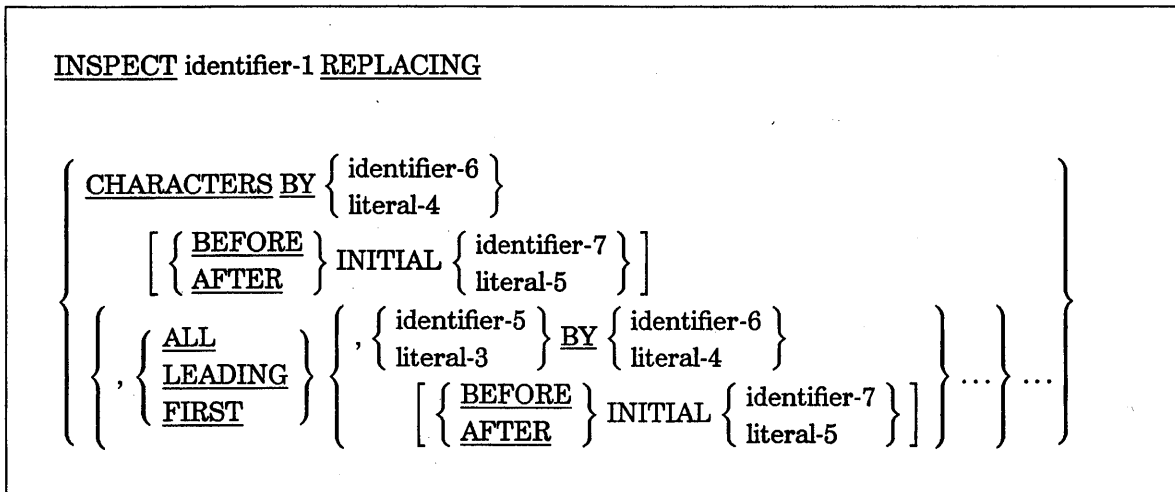 INSPECT identifier-1 REPLACING
CHARACTERS BY { identifier-6
literal-4 }
[ { BEFORE
AFTER } INITIAL { identifier-7
literal-5 } ]
{ , { ALL
LEADING
FIRST } { , { identifier-5
literal-3 } BY { identifier-6
literal-4 }
[ { BEFORE
AFTER } INITIAL { identifier-7
literal-5 } ] } ... } ...